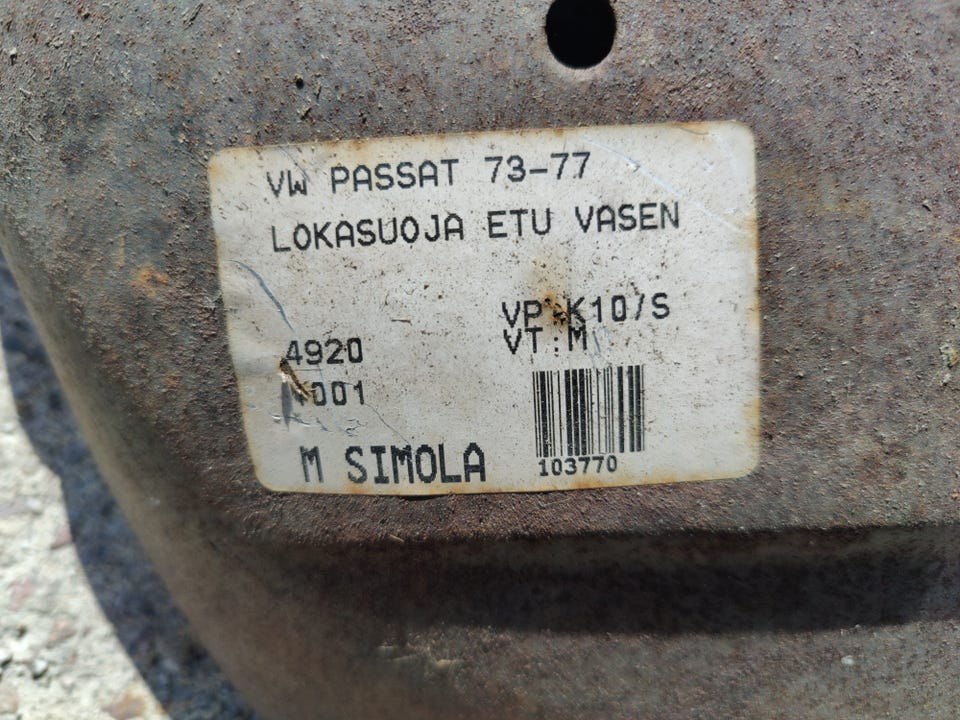 VW PASSAT 73-77
LOKASUOJA ETU VASEN
VP:K10/S
VT:M
4920
M SIMOLA
103770